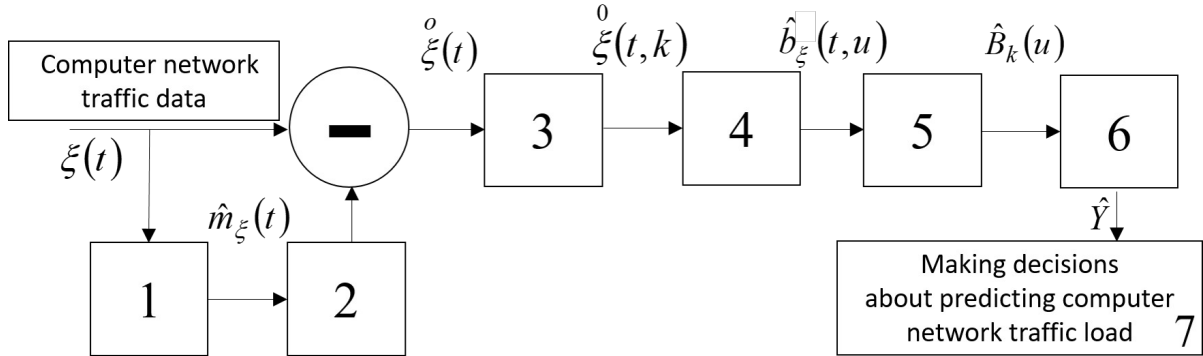 Computer network
traffic data
ξ(t)
o
ξ(t)
0
ξ(t, k)
b̂ξ(t, u)
B̂k(u)
3
4
5
6
m̂ξ(t)
Ŷ
1
2
Making decisions
about predicting computer
network traffic load 7